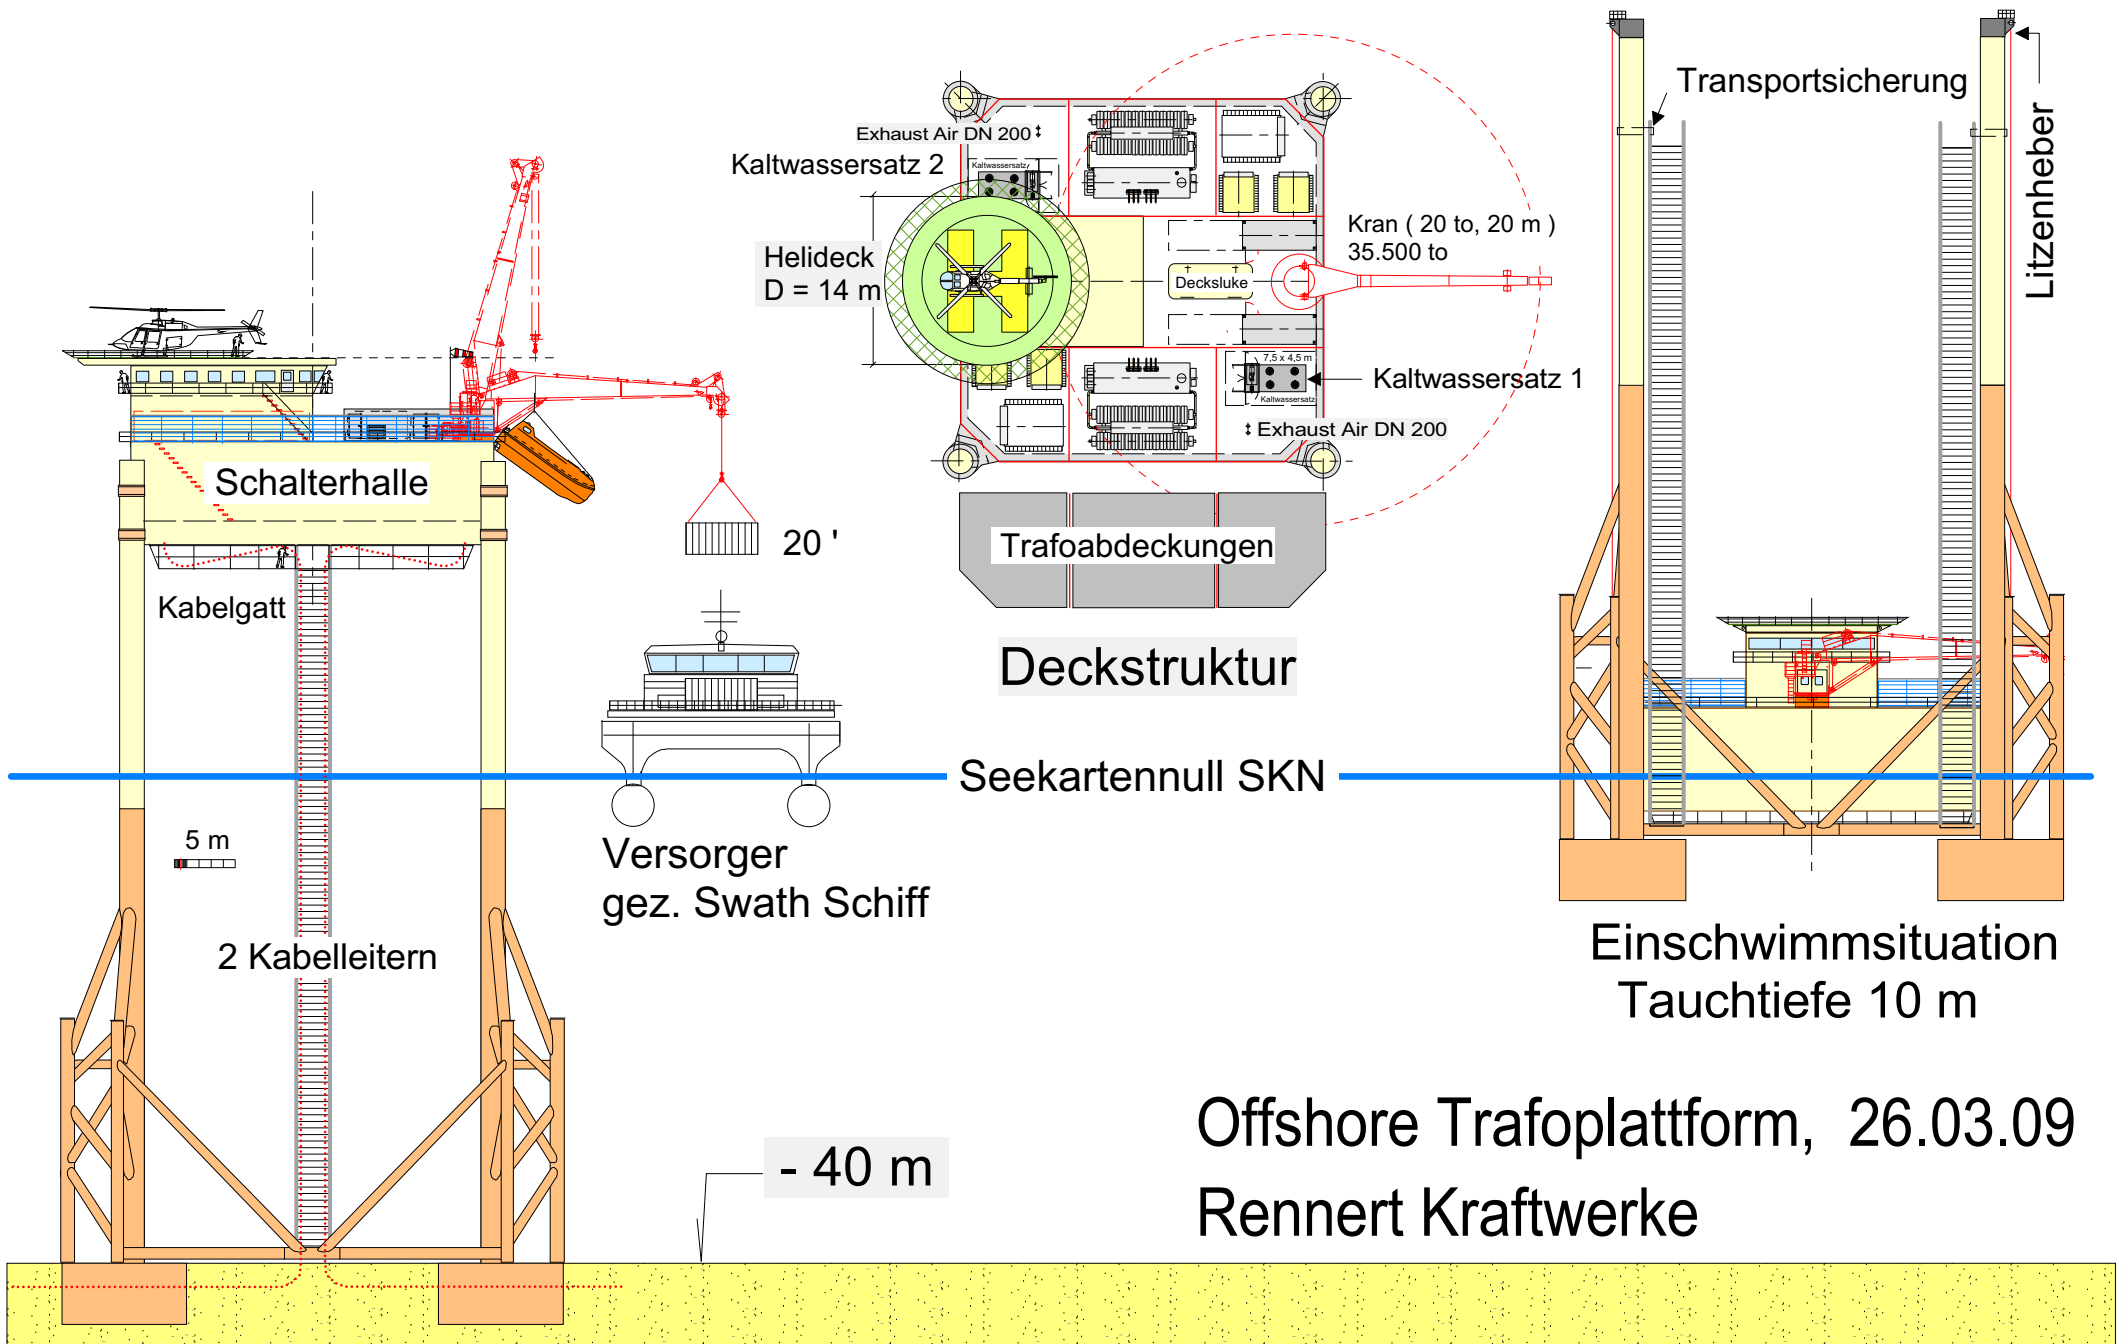 Transportsicherung
Litzenheber
Exhaust Air DN 200
Kaltwassersatz 2
Kaltwassersatz
Kran ( 20 to, 20 m )
35.500 to
Helideck
D = 14 m
Decksluke
7,5 x 4,5 m
Kaltwassersatz 1
Kaltwassersatz
Exhaust Air DN 200
Schalterhalle
20 '
Trafoabdeckungen
Kabelgatt
Deckstruktur
Seekartennull SKN
5 m
Versorger
gez. Swath Schiff
2 Kabelleitern
Einschwimmsituation
Tauchtiefe 10 m
Offshore Trafoplattform, 26.03.09
- 40 m
Rennert Kraftwerke